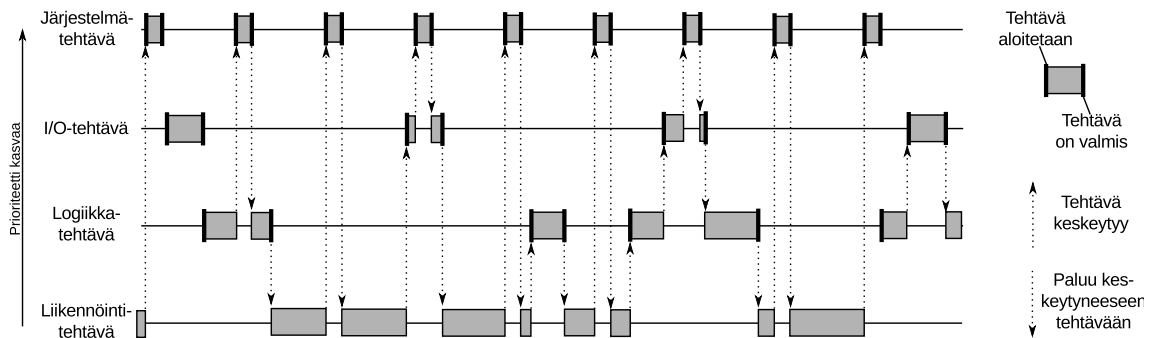 Järjestelmä-
tehtävä
I/O-tehtävä
Logiikka-
tehtävä
Liikennöinti-
tehtävä
Prioriteetti kasvaa
Tehtävä
aloitetaan
Tehtävä
on valmis
Tehtävä
keskeytyy
Paluu kes-
keytyneeseen
tehtävään